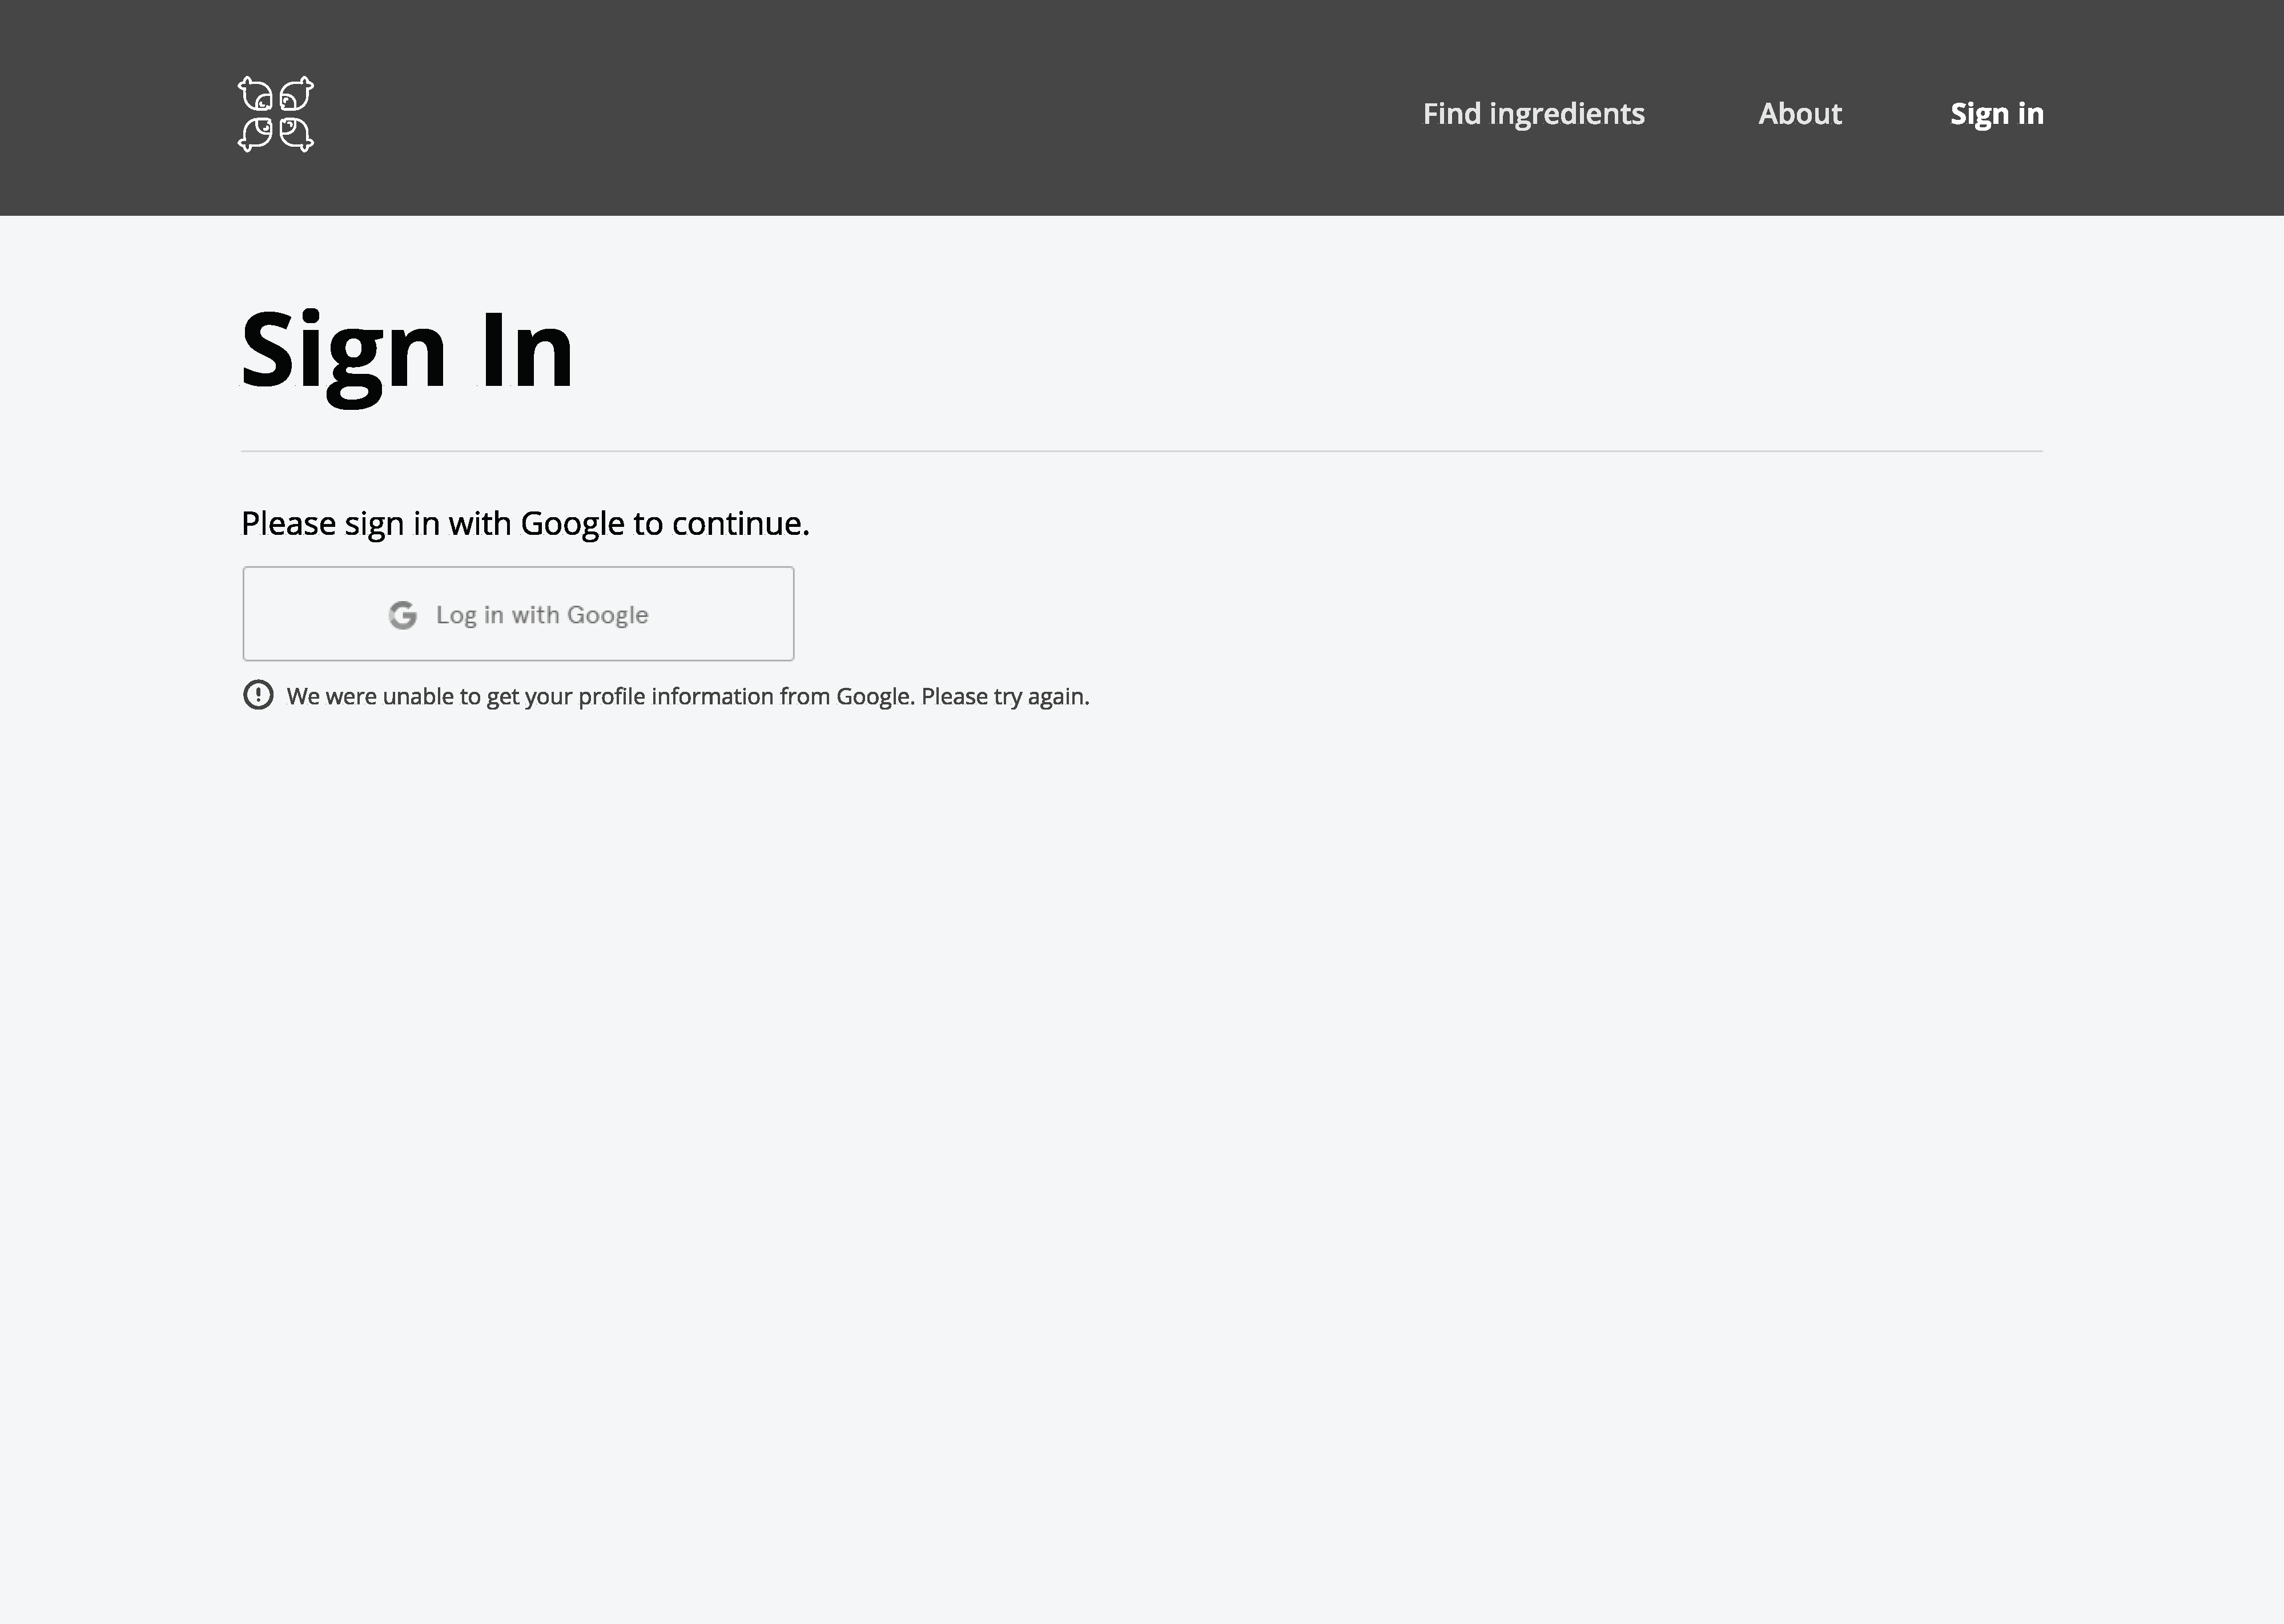 Find ingredients
About
Sign in
Sign In
Please sign in with Google to continue.
G Log in with Google
We were unable to get your profile information from Google. Please try again.